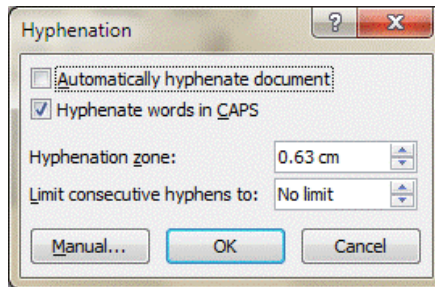 Hyphenation
Automatically hyphenate document
Hyphenate words in CAPS
Hyphenation zone: 0.63 cm
Limit consecutive hyphens to: No limit
Manual... OK Cancel